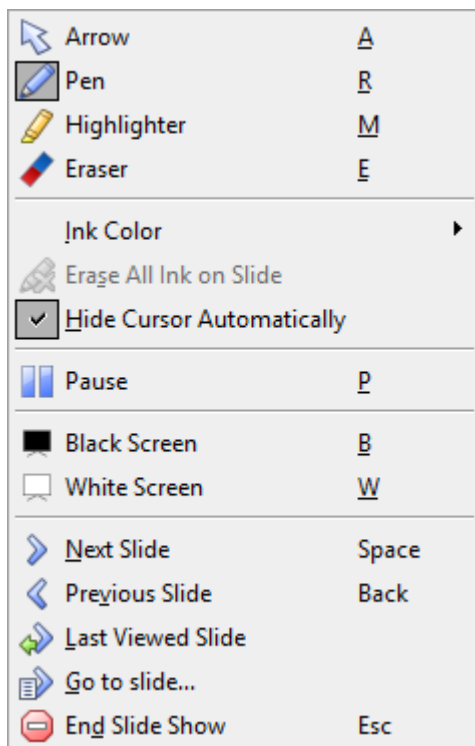 Arrow A
Pen R
Highlighter M
Eraser E
Ink Color
Erase All Ink on Slide
Hide Cursor Automatically
Pause P
Black Screen B
White Screen W
Next Slide Space
Previous Slide Back
Last Viewed Slide
Go to slide...
End Slide Show Esc